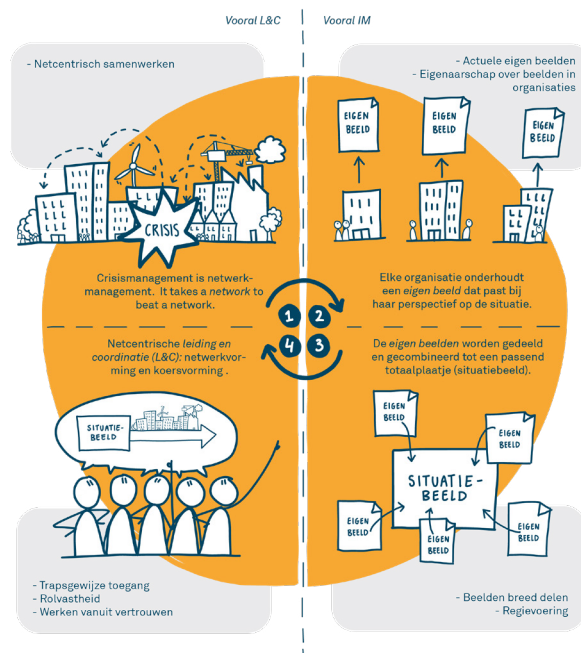 Vooral L&C
Vooral IM
- Netcentrisch samenwerken
- Actuele eigen beelden
- Eigenaarschap over beelden in
organisaties
EIGEN
BEELD
EIGEN
BEELD
EIGEN
BEELD
CRISIS
Crisismanagement is netwerk-
management. It takes a network to
beat a network.
Elke organisatie onderhoudt
een eigen beeld dat past bij
haar perspectief op de situatie.
1
2
4
3
Netcentrische leiding en
coordinatie (L&C): netwerkvor-
ming en koersvorming .
De eigen beelden worden gedeeld
en gecombineerd tot een passend
totaalplaatje (situatiebeeld).
SITUATIE-
BEELD
EIGEN
BEELD
EIGEN
BEELD
SITUATIE-
BEELD
EIGEN
BEELD
EIGEN
BEELD
EIGEN
BEELD
- Trapsgewijze toegang
- Rolvastheid
- Werken vanuit vertrouwen
- Beelden breed delen
- Regievoering